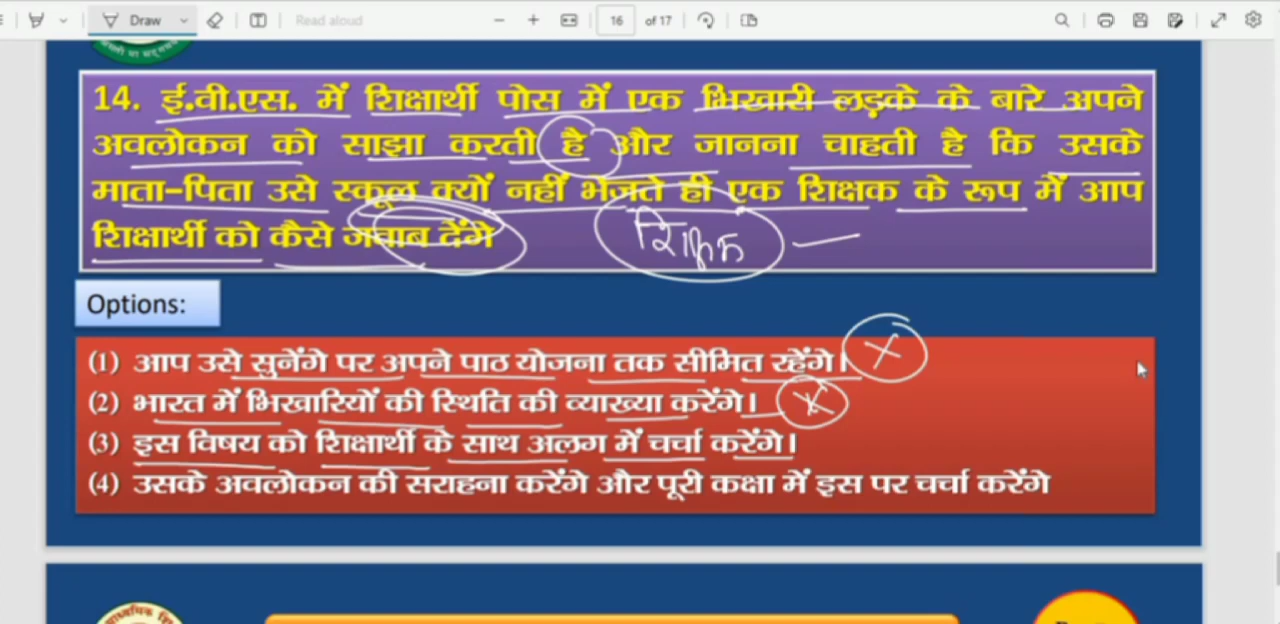 Draw
Read aloud
16 of 17
14. ई.वी.एस. में शिक्षार्थी पोस में एक भिखारी लड़के के बारे अपने
अवलोकन को साझा करती है और जानना चाहती है कि उसके
माता-पिता उसे स्कूल क्यों नहीं भेजते ही एक शिक्षक के रूप में आप
शिक्षार्थी को कैसे जवाब देंगे
Options:
(1) आप उसे सुनेंगे पर अपने पाठ योजना तक सीमित रहेंगे।
(2) भारत में भिखारियों की स्थिति की व्याख्या करेंगे।
(3) इस विषय को शिक्षार्थी के साथ अलग में चर्चा करेंगे।
(4) उसके अवलोकन की सराहना करेंगे और पूरी कक्षा में इस पर चर्चा करेंगे